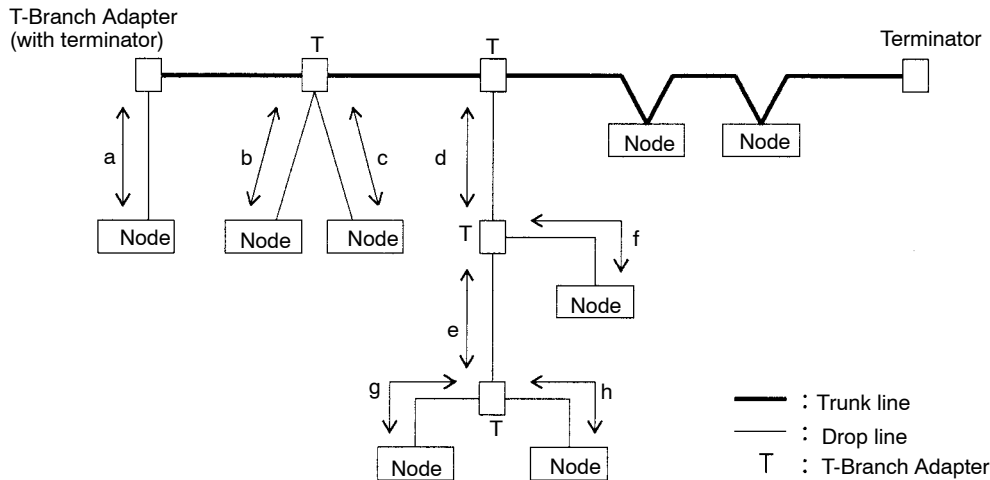 T-Branch Adapter
(with terminator)
T
T
Terminator
Node
Node
a
b
c
d
Node
Node
Node
T
f
Node
e
g
h
T
Node
Node
: Trunk line
: Drop line
T : T-Branch Adapter